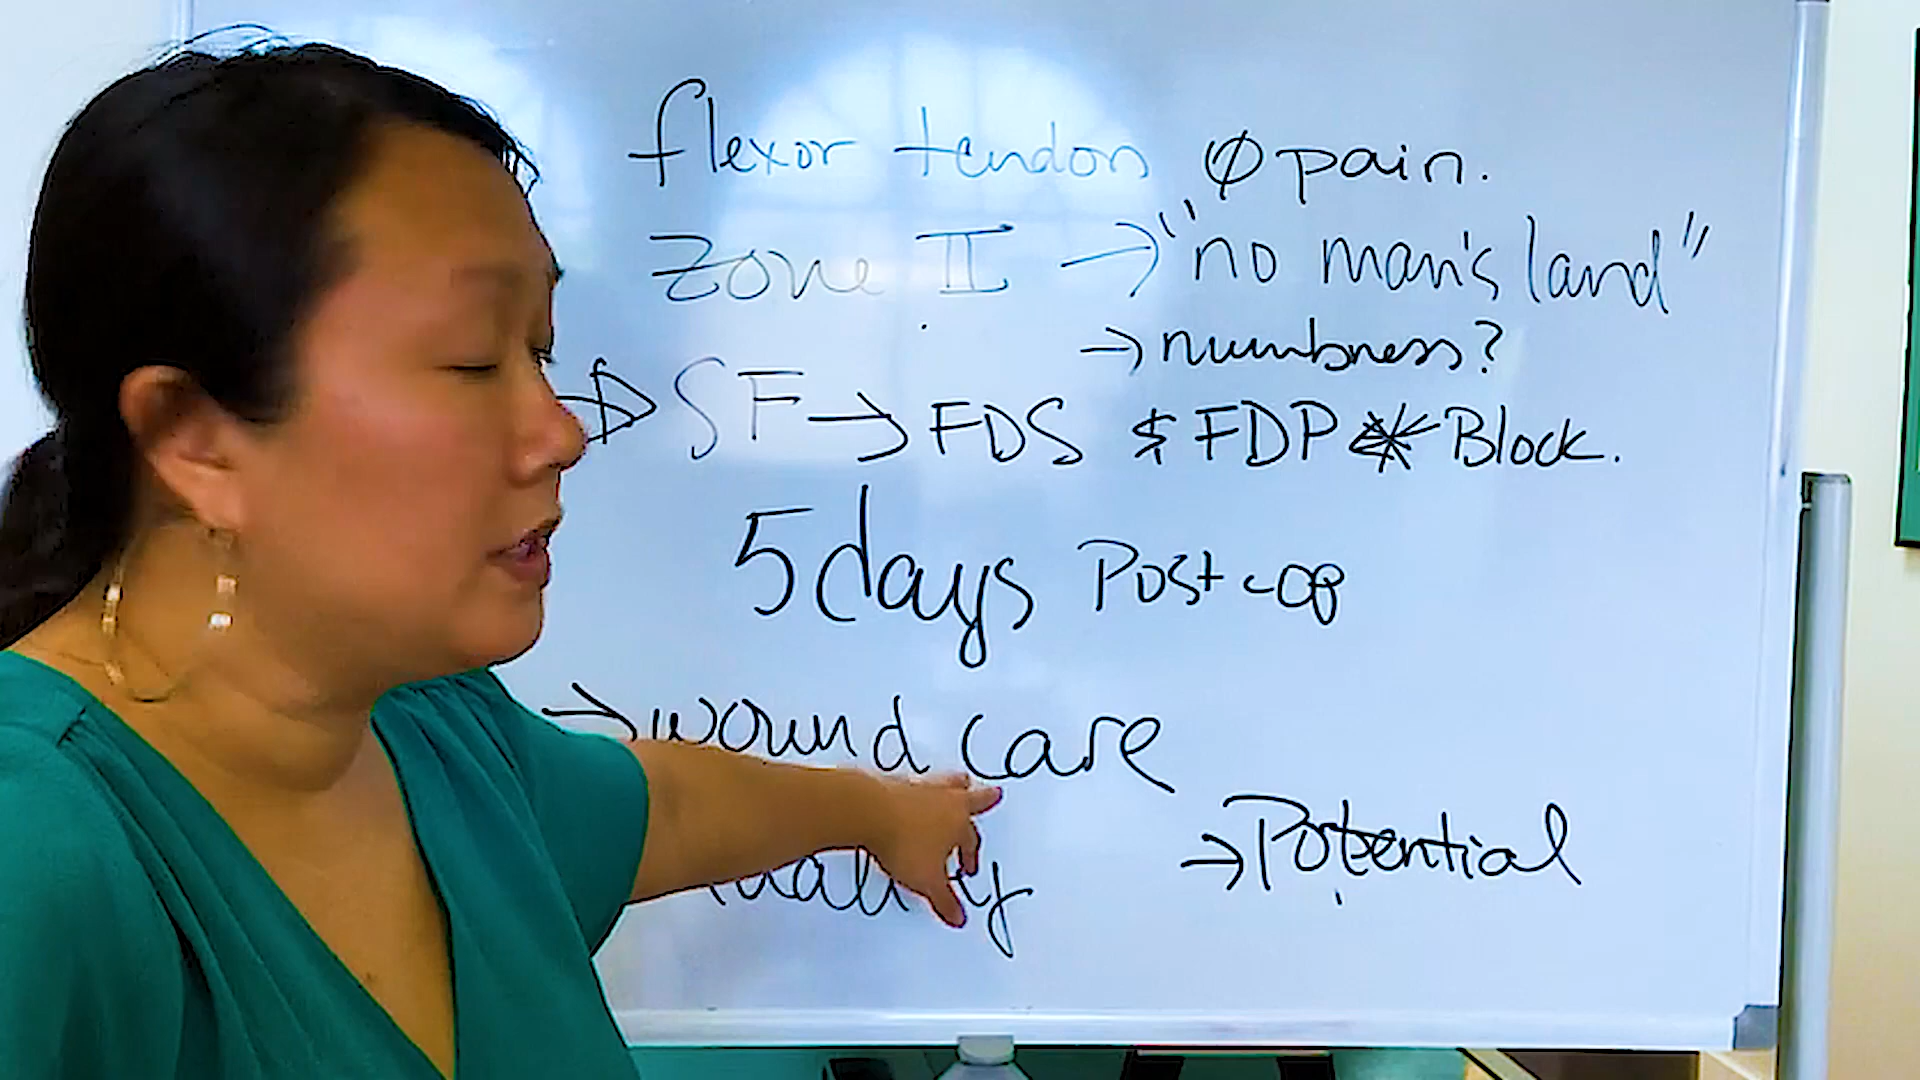 flexor tendon Ø pain.
Zone II → "no man's land"
→ numbness?
→ SF → FDS & FDP * Block.
5 days Post-op
→ wound care
→ Potential